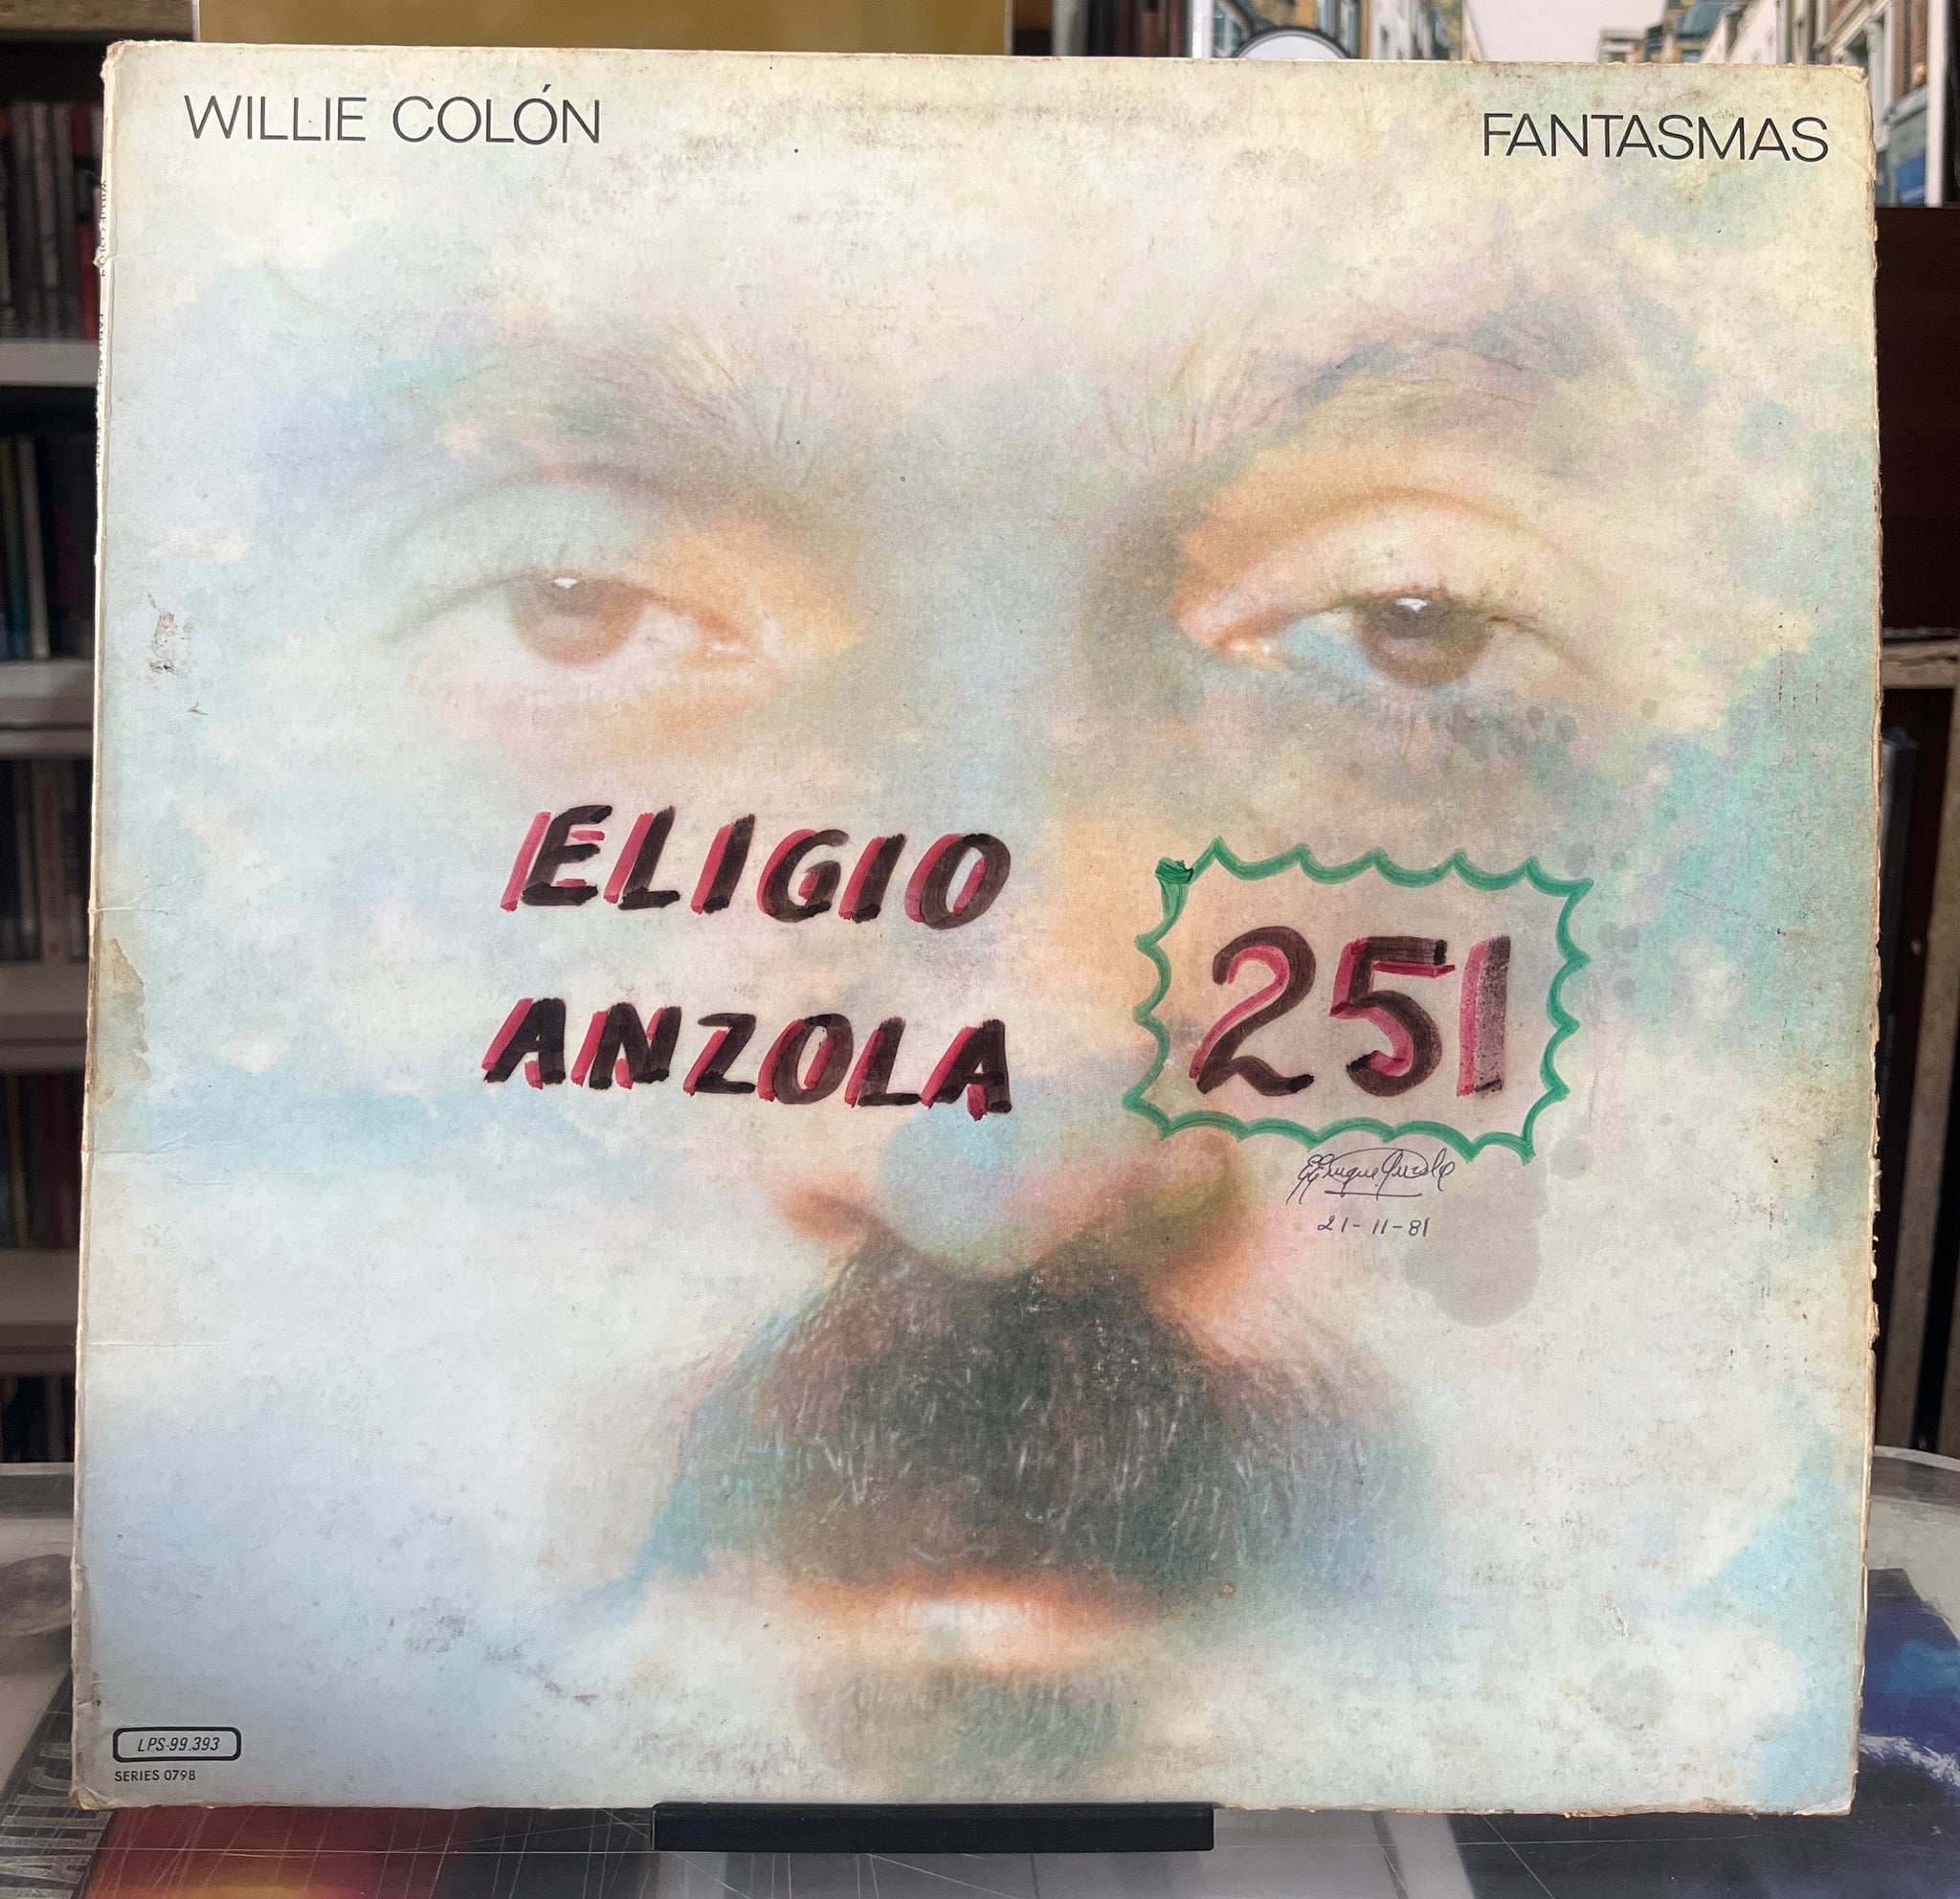 WILLIE COLÓN
FANTASMAS
ELIGIO
ANZOLA
251
21-11-81
LPS-99.393
SERIES 0798